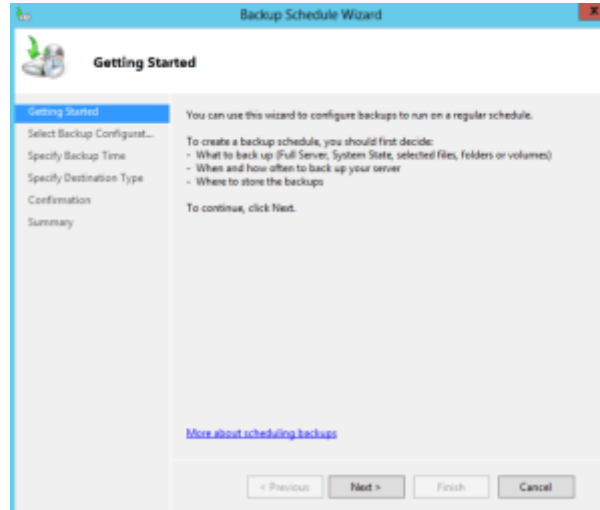 Backup Schedule Wizard
x
Getting Started
Getting Started
Select Backup Configurat...
Specify Backup Time
Specify Destination Type
Confirmation
Summary
You can use this wizard to configure backups to run on a regular schedule.
To create a backup schedule, you should first decide:
- What to back up (Full Server, System State, selected files, folders or volumes)
- When and how often to back up your server
- Where to store the backups
To continue, click Next.
More about scheduling backups
< Previous
Next >
Finish
Cancel